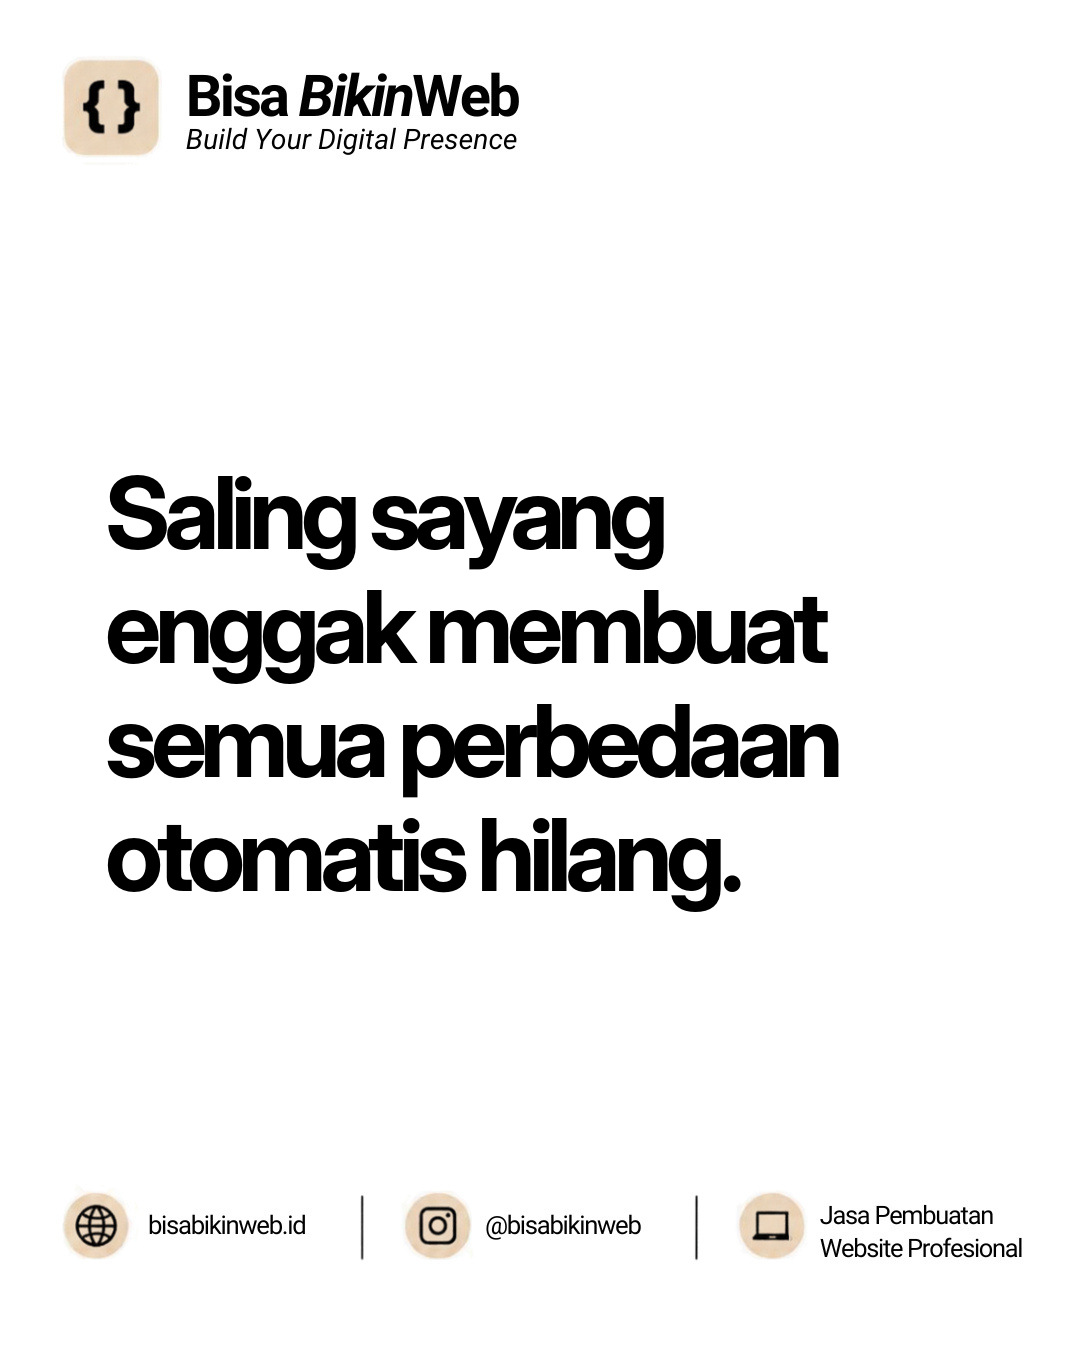 { }
Bisa BikinWeb
Build Your Digital Presence
Saling sayang
enggak membuat
semua perbedaan
otomatis hilang.
bisabikinweb.id
@bisabikinweb
Jasa Pembuatan
Website Profesional